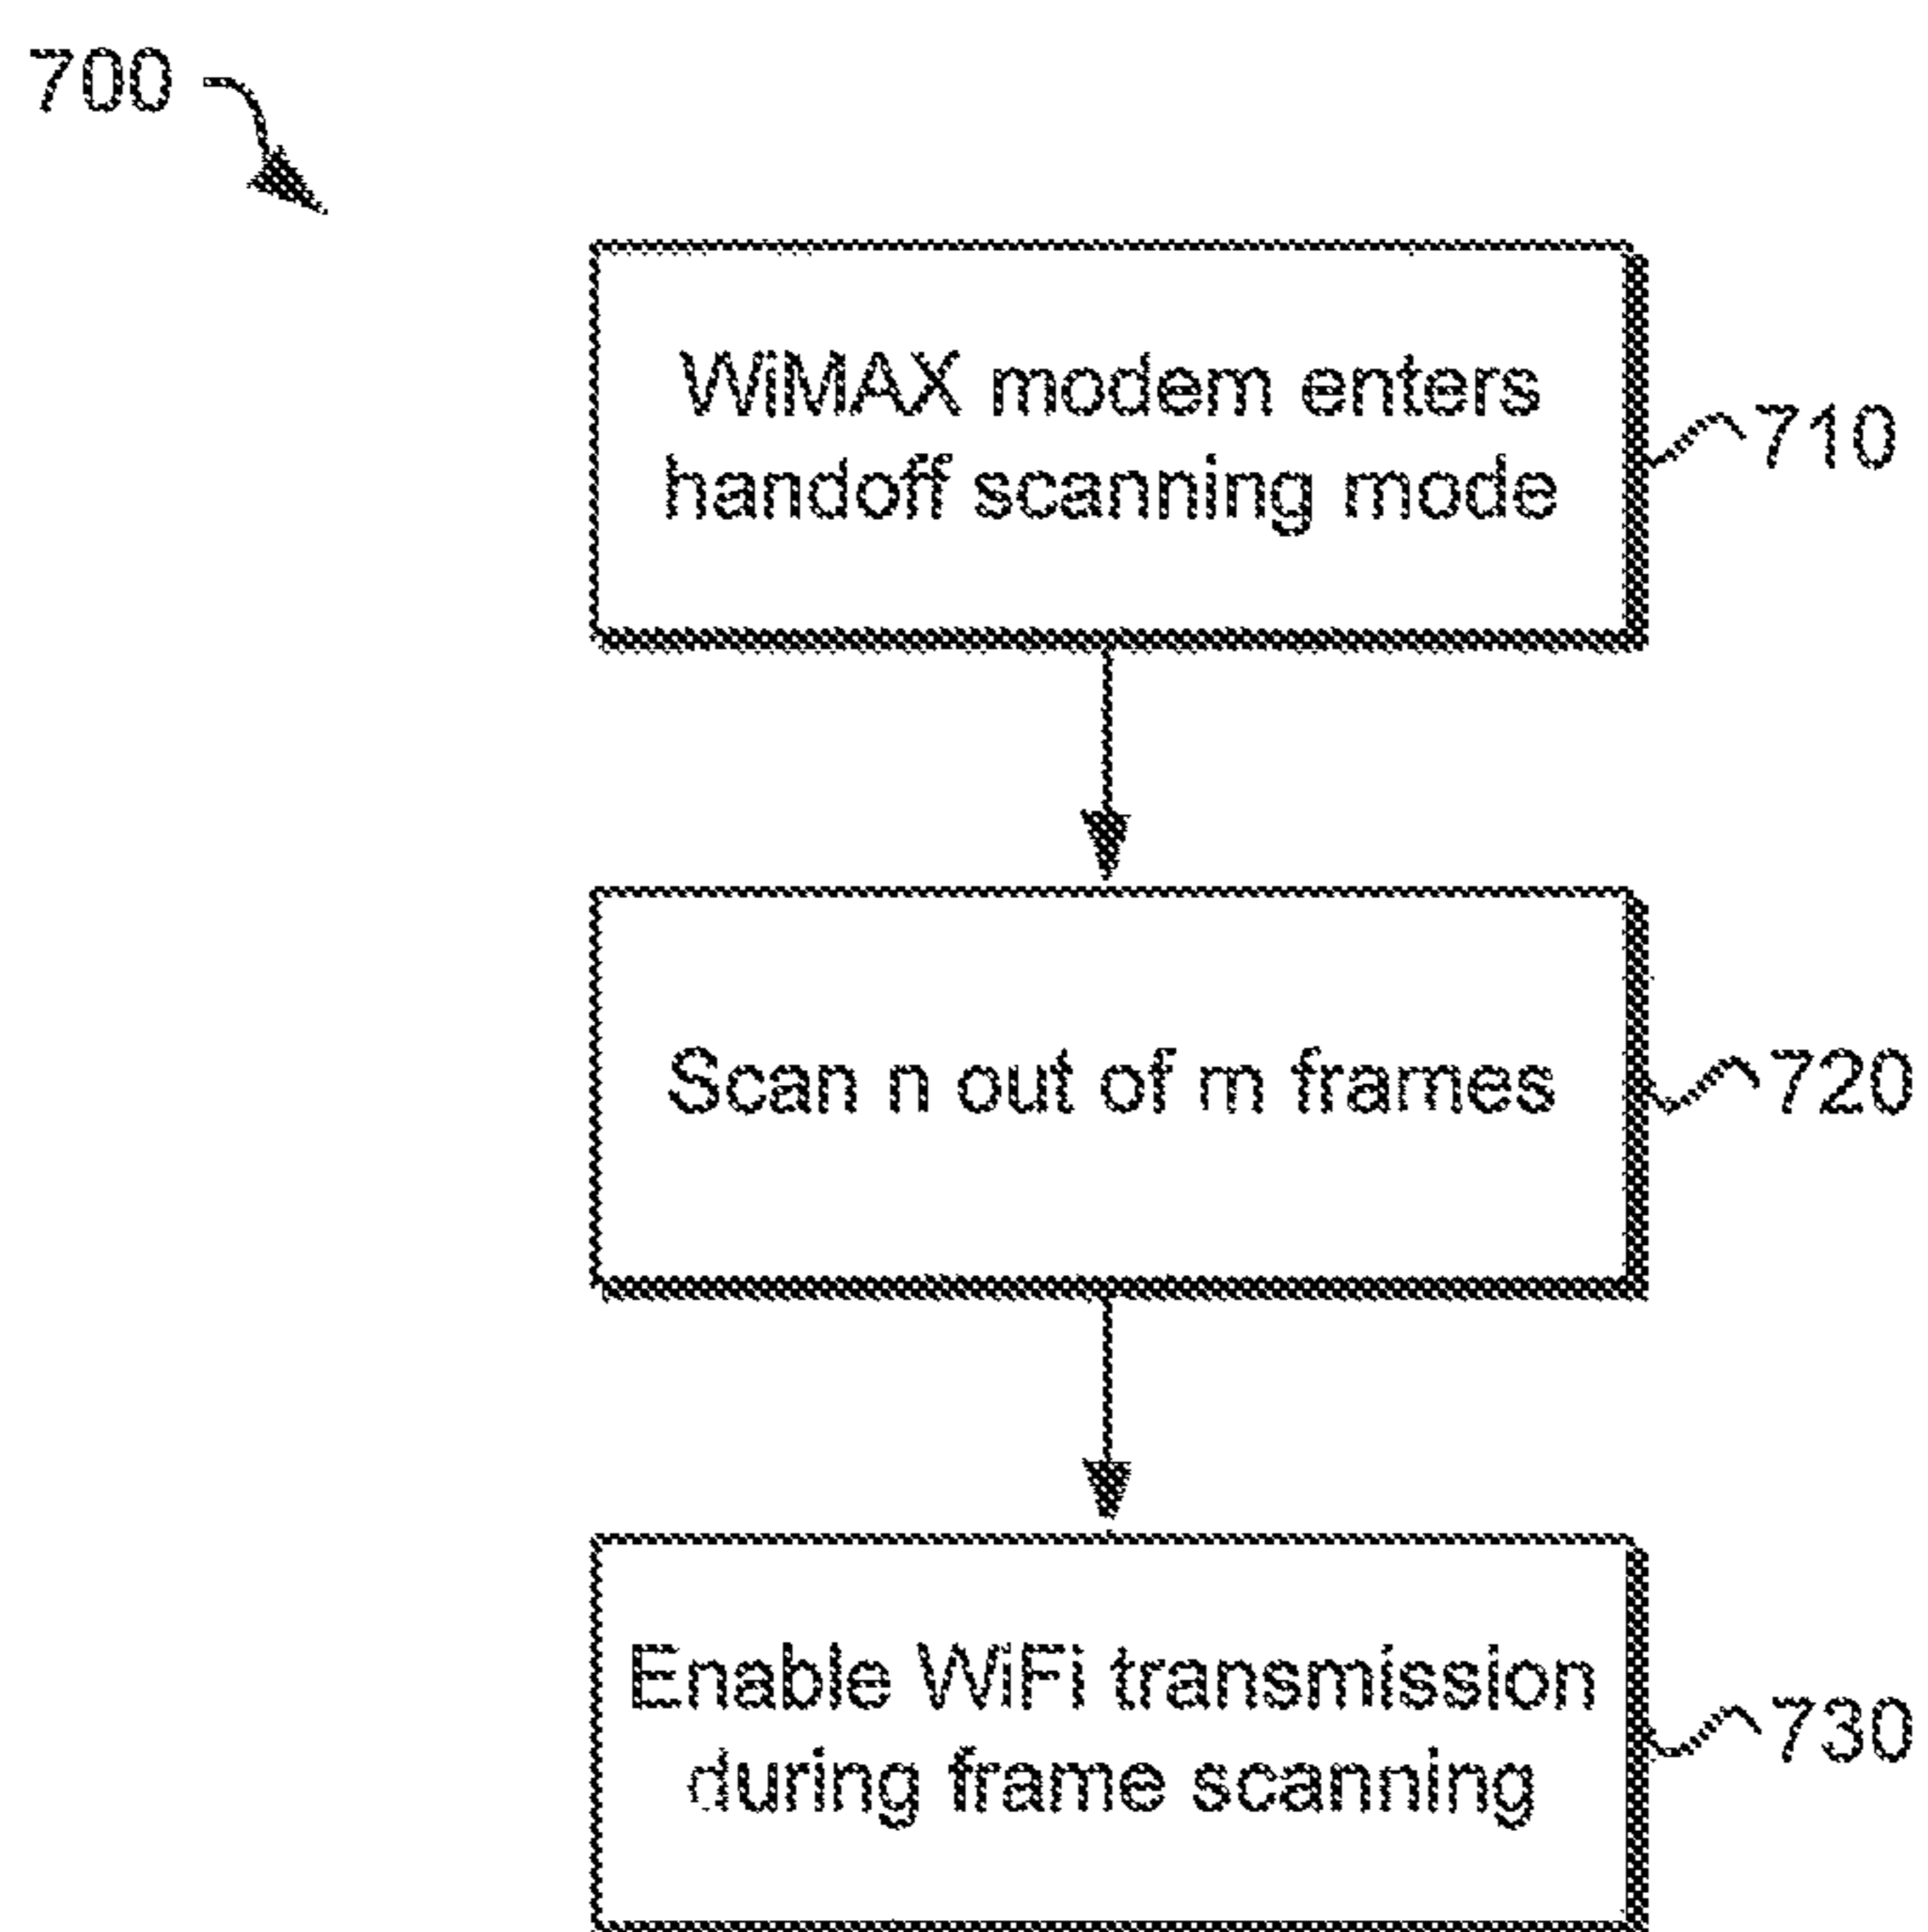 700
WiMAX modem enters
handoff scanning mode
710
Scan n out of m frames
720
Enable WiFi transmission
during frame scanning
730